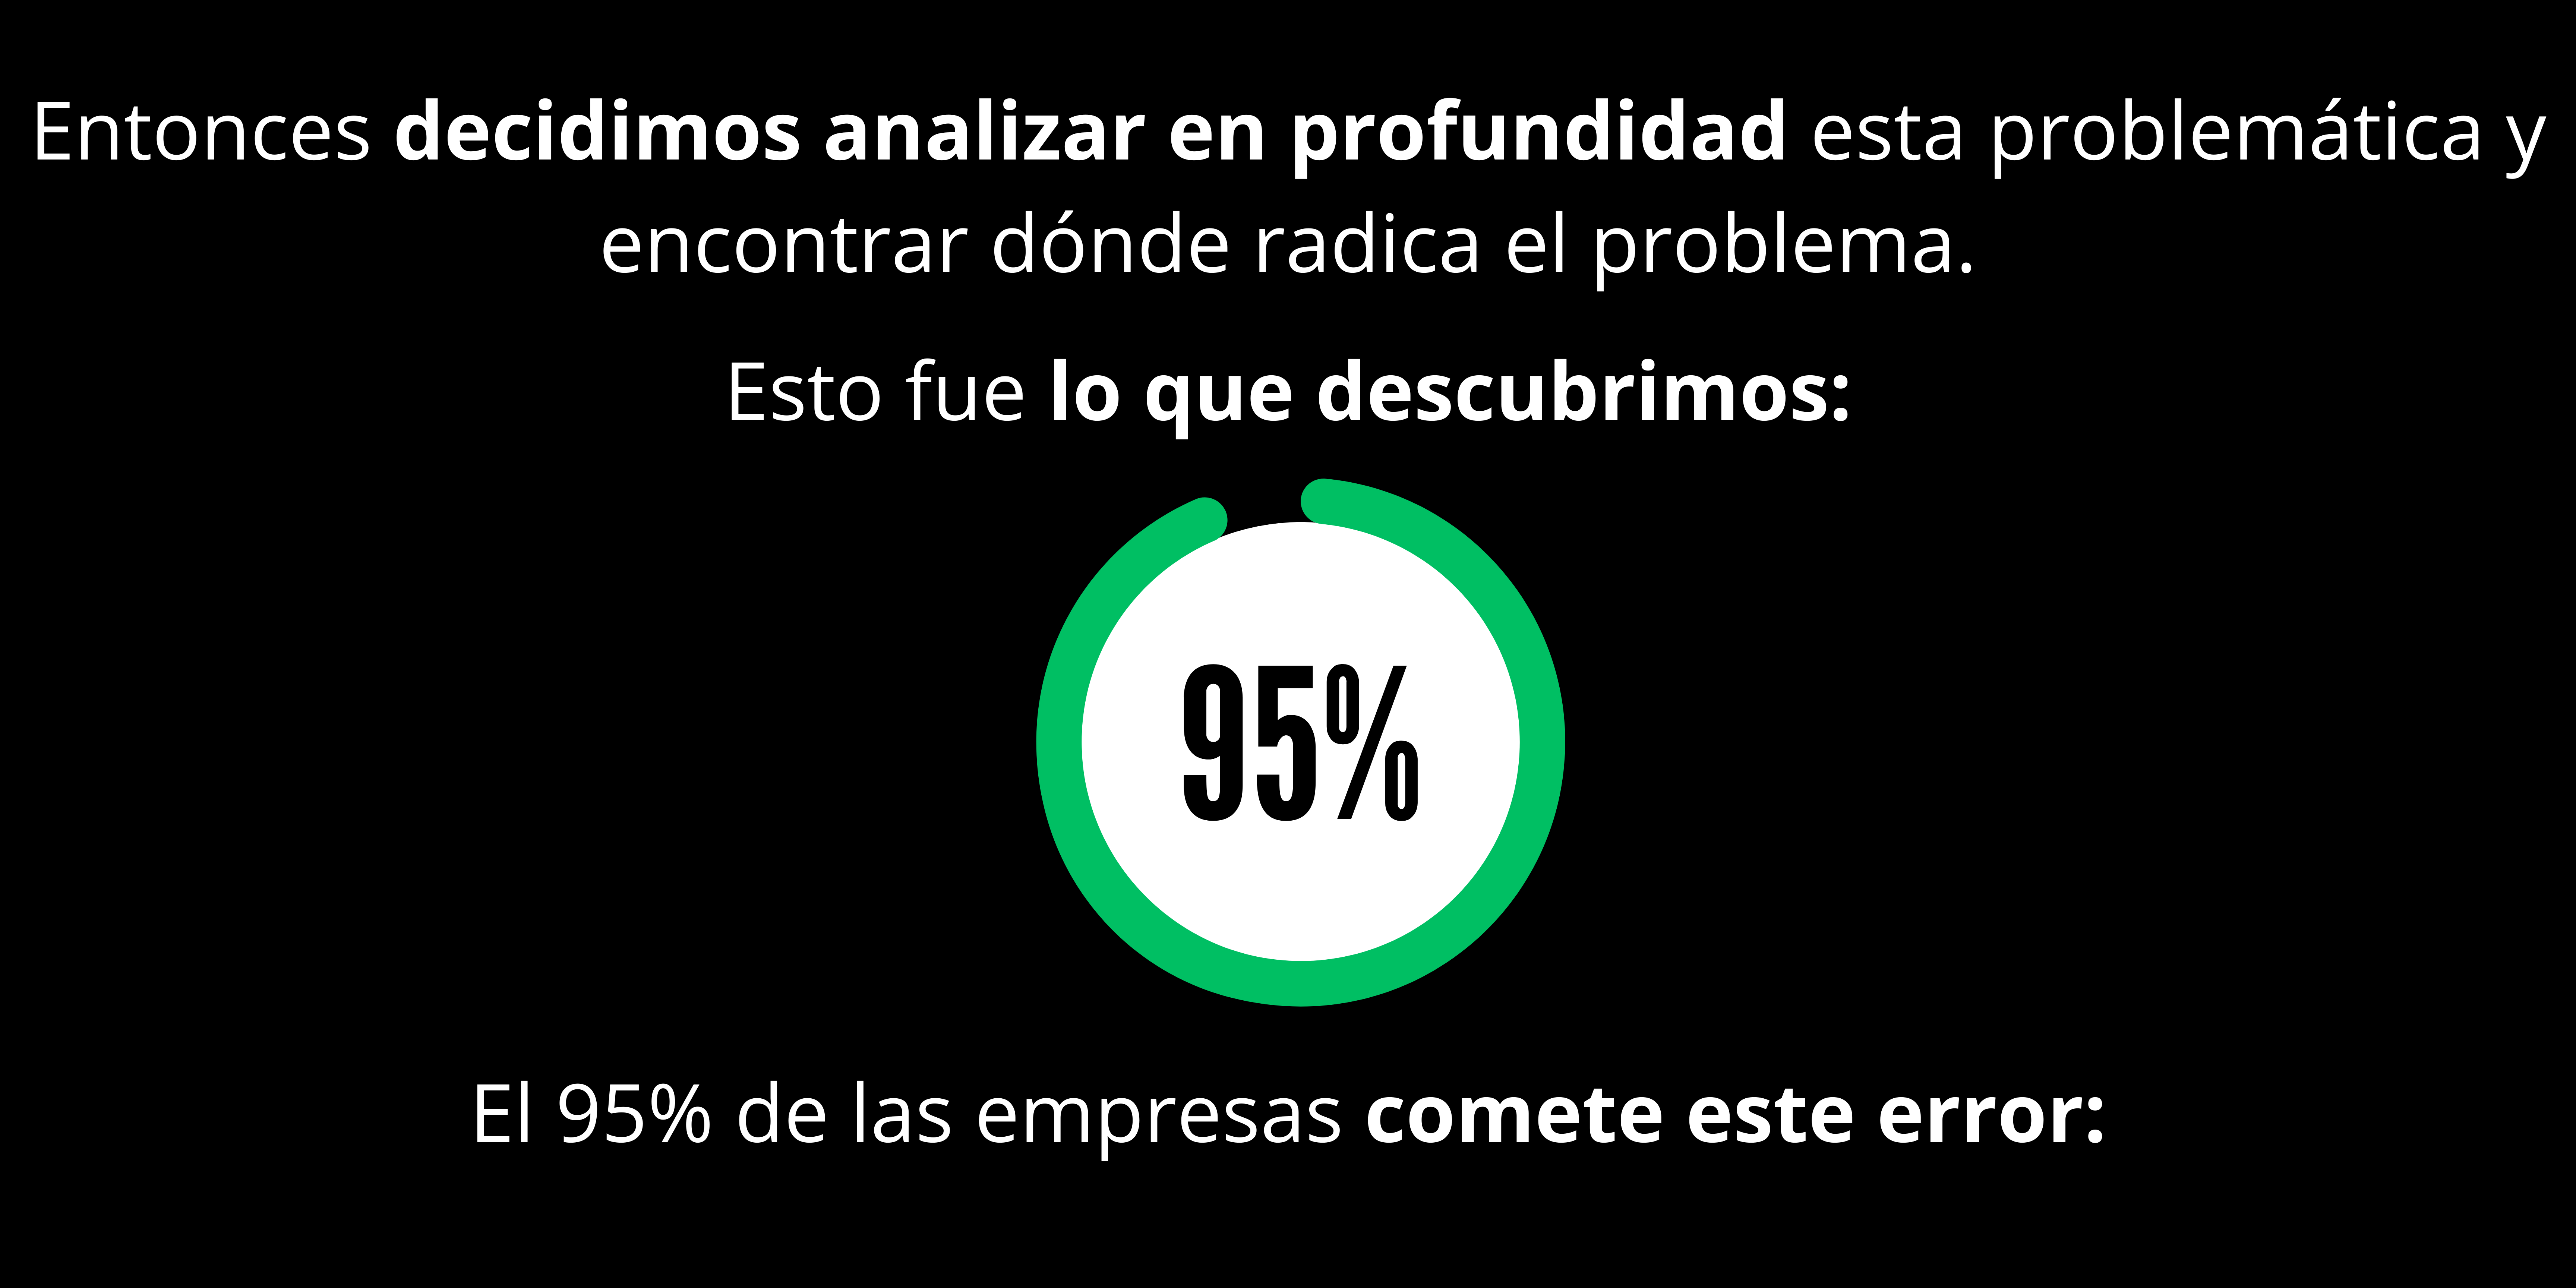 Entonces decidimos analizar en profundidad esta problemática y
encontrar dónde radica el problema.
Esto fue lo que descubrimos:
95%
El 95% de las empresas comete este error: